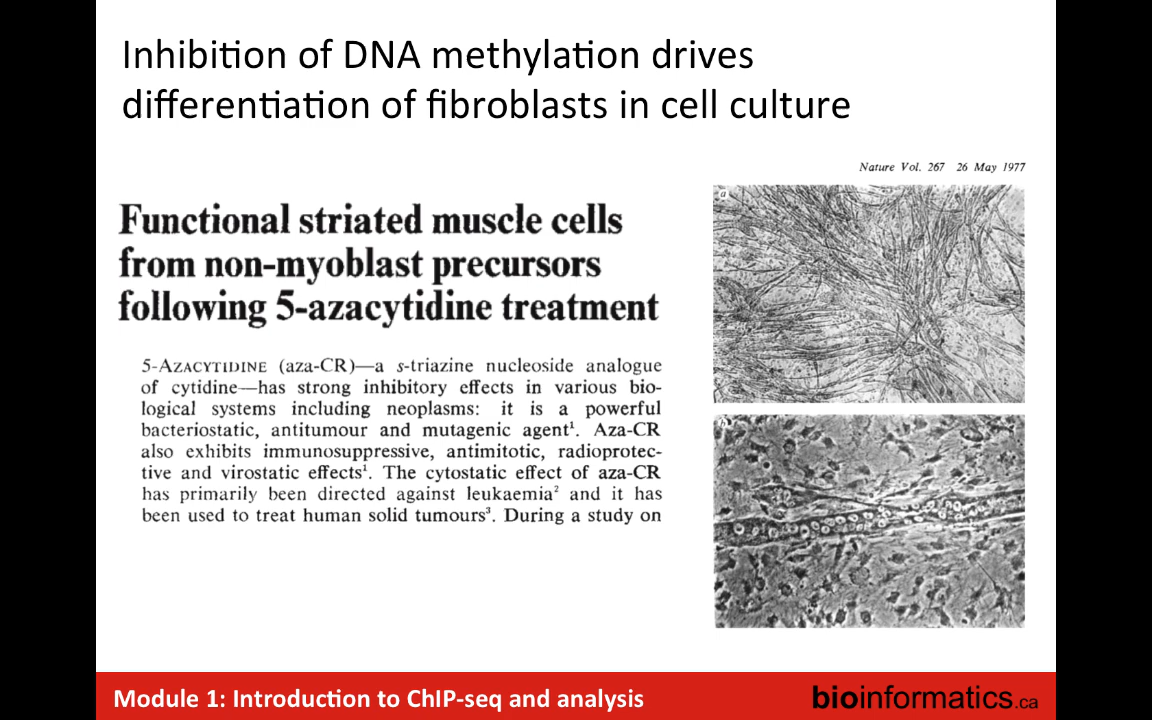 Inhibition of DNA methylation drives
differentiation of fibroblasts in cell culture
Nature Vol. 267 26 May 1977
Functional striated muscle cells
from non-myoblast precursors
following 5-azacytidine treatment
5-AZACYTIDINE (aza-CR)—a s-triazine nucleoside analogue
of cytidine—has strong inhibitory effects in various bio-
logical systems including neoplasms: it is a powerful
bacteriostatic, antitumour and mutagenic agent¹. Aza-CR
also exhibits immunosuppressive, antimitotic, radioprotec-
tive and virostatic effects¹. The cytostatic effect of aza-CR
has primarily been directed against leukaemia² and it has
been used to treat human solid tumours³. During a study on
a
b
Module 1: Introduction to ChIP-seq and analysis
bioinformatics.ca